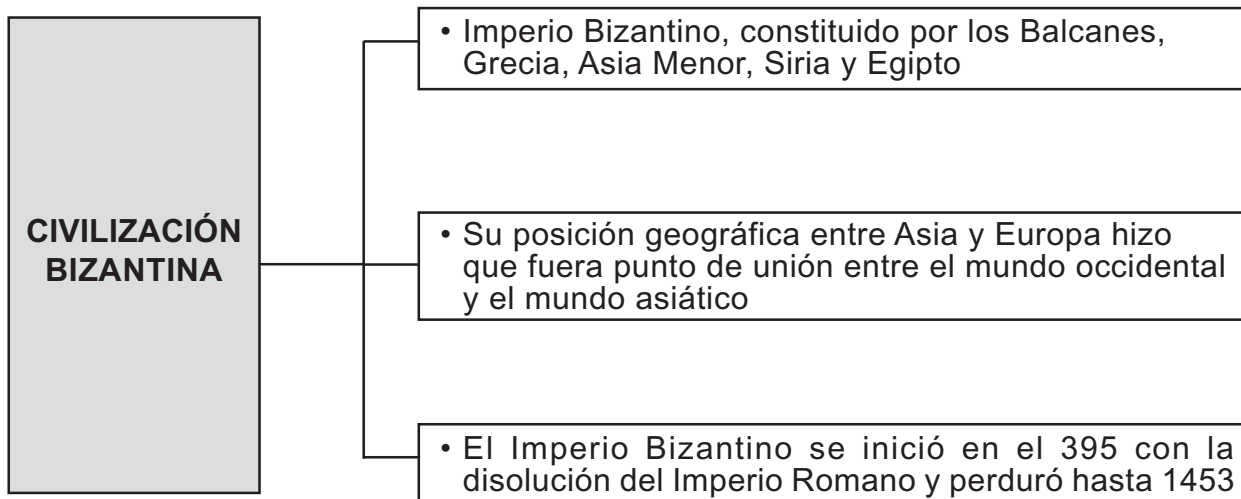 CIVILIZACIÓN
BIZANTINA
• Imperio Bizantino, constituido por los Balcanes,
Grecia, Asia Menor, Siria y Egipto
• Su posición geográfica entre Asia y Europa hizo
que fuera punto de unión entre el mundo occidental
y el mundo asiático
• El Imperio Bizantino se inició en el 395 con la
disolución del Imperio Romano y perduró hasta 1453